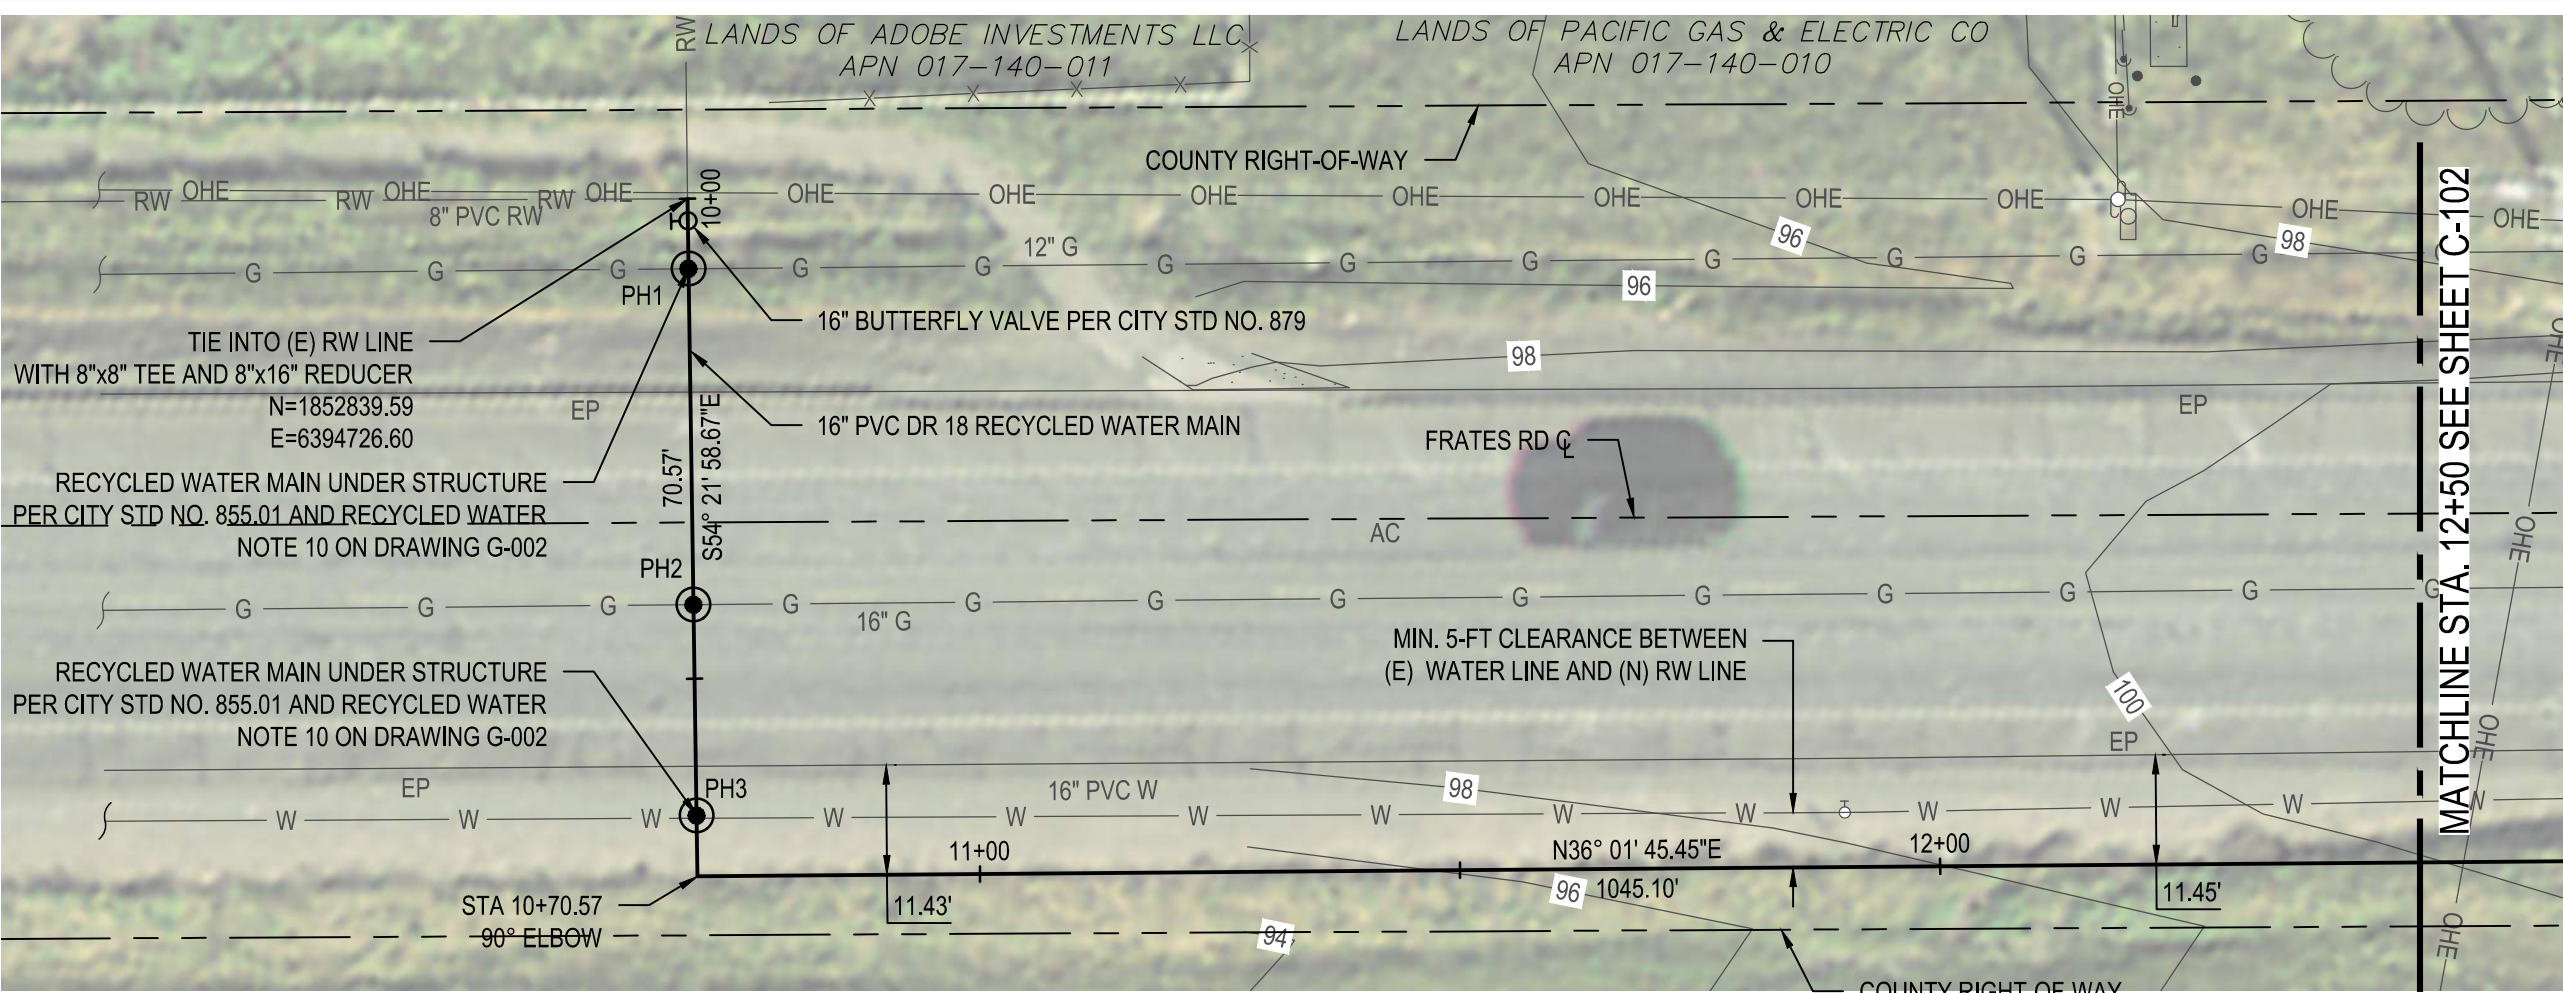 RW
LANDS OF ADOBE INVESTMENTS LLC
APN 017-140-011
LANDS OF PACIFIC GAS & ELECTRIC CO
APN 017-140-010
OHE
COUNTY RIGHT-OF-WAY
RW OHE RW OHE RW OHE OHE OHE OHE OHE OHE OHE OHE OHE OHE
8" PVC RW
10+00
12" G
96
98
G G G G G G G G G G G G
PH1
96
16" BUTTERFLY VALVE PER CITY STD NO. 879
TIE INTO (E) RW LINE
WITH 8"x8" TEE AND 8"x16" REDUCER
N=1852839.59
E=6394726.60
98
OHE
EP
EP
16" PVC DR 18 RECYCLED WATER MAIN
70.57'
S54° 21' 58.67"E
FRATES RD CL
RECYCLED WATER MAIN UNDER STRUCTURE
PER CITY STD NO. 855.01 AND RECYCLED WATER
NOTE 10 ON DRAWING G-002
AC
OHE
PH2
G G G G G G G G G G G G G
16" G
MIN. 5-FT CLEARANCE BETWEEN
(E) WATER LINE AND (N) RW LINE
RECYCLED WATER MAIN UNDER STRUCTURE
PER CITY STD NO. 855.01 AND RECYCLED WATER
NOTE 10 ON DRAWING G-002
100
EP
OHE
EP
PH3
16" PVC W
98
W W W W W W W W W W W W
11+00
N36° 01' 45.45"E
12+00
1045.10'
96
STA 10+70.57
90° ELBOW
11.43'
11.45'
94
OHE
COUNTY RIGHT-OF-WAY
MATCHLINE STA. 12+50 SEE SHEET C-102